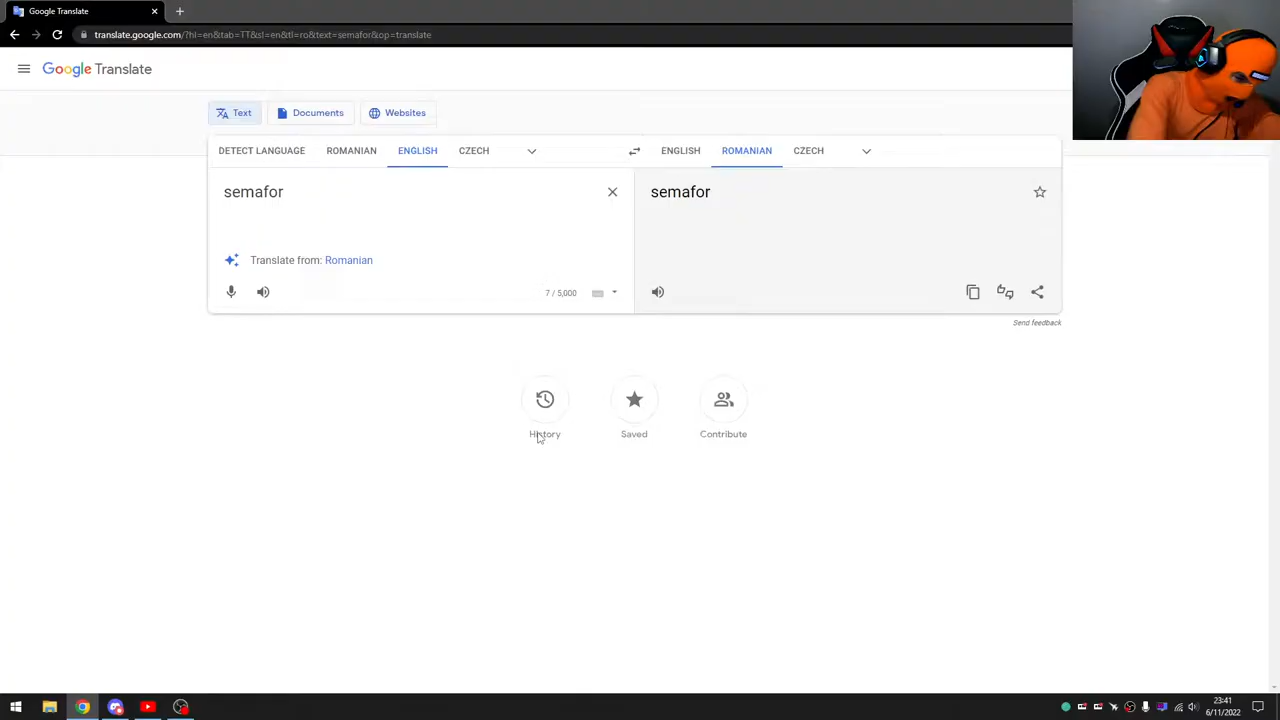 Google Translate
translate.google.com/?hl=en&tab=TT&sl=en&tl=ro&text=semafor&op=translate
Google Translate
Text
Documents
Websites
DETECT LANGUAGE
ROMANIAN
ENGLISH
CZECH
ENGLISH
ROMANIAN
CZECH
semafor
semafor
Translate from: Romanian
7 / 5,000
Send feedback
History
Saved
Contribute
23:41
6/11/2022